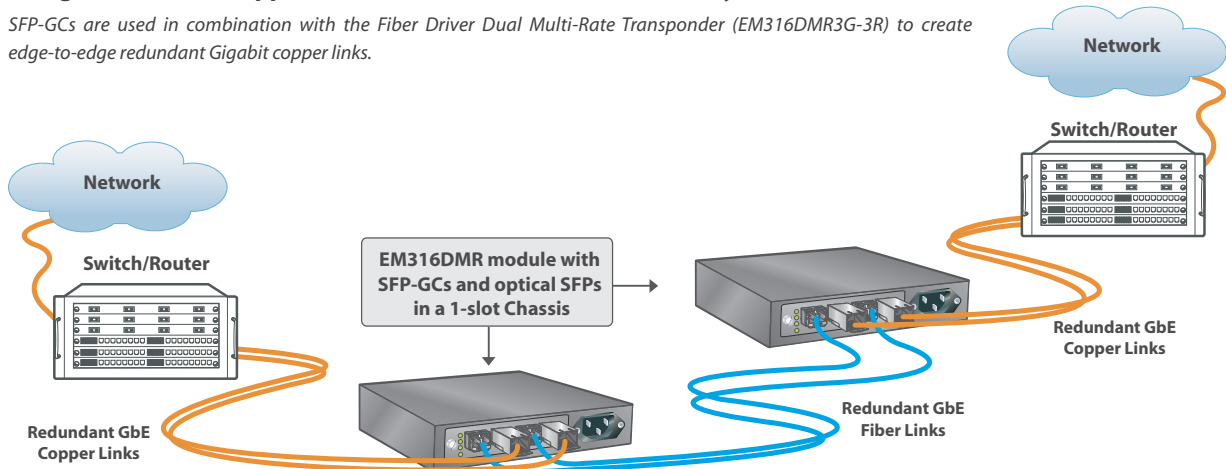 SFP-GCs are used in combination with the Fiber Driver Dual Multi-Rate Transponder (EM316DMR3G-3R) to create
edge-to-edge redundant Gigabit copper links.
Network
Switch/Router
Network
Switch/Router
EM316DMR module with
SFP-GCs and optical SFPs
in a 1-slot Chassis
Redundant GbE
Copper Links
Redundant GbE
Fiber Links
Redundant GbE
Copper Links